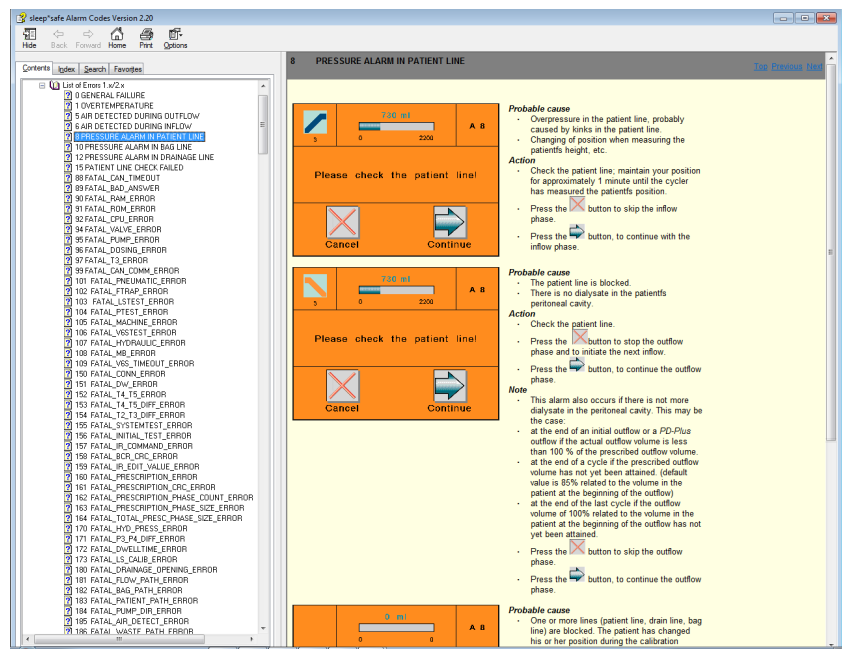 sleep*safe Alarm Codes Version 2.20
Hide Back Forward Home Print Options
Contents Index Search Favorites
List of Errors 1.x/2.x
0 GENERAL FAILURE
1 OVERTEMPERATURE
5 AIR DETECTED DURING OUTFLOW
6 AIR DETECTED DURING INFLOW
8 PRESSURE ALARM IN PATIENT LINE
10 PRESSURE ALARM IN BAG LINE
12 PRESSURE ALARM IN DRAINAGE LINE
15 PATIENT LINE CHECK FAILED
88 FATAL_CAN_TIMEOUT
89 FATAL_BAD_ANSWER
90 FATAL_RAM_ERROR
91 FATAL_ROM_ERROR
92 FATAL_CPU_ERROR
94 FATAL_VALVE_ERROR
95 FATAL_PUMP_ERROR
96 FATAL_DOSING_ERROR
97 FATAL_T3_ERROR
99 FATAL_CAN_COMM_ERROR
101 FATAL_PNEUMATIC_ERROR
102 FATAL_FTRAP_ERROR
103 FATAL_LSTEST_ERROR
104 FATAL_PTEST_ERROR
105 FATAL_MACHINE_ERROR
106 FATAL_V6STEST_ERROR
107 FATAL_HYDRAULIC_ERROR
108 FATAL_MB_ERROR
109 FATAL_V6S_TIMEOUT_ERROR
150 FATAL_CONN_ERROR
151 FATAL_DW_ERROR
152 FATAL_T4_T5_ERROR
153 FATAL_T4_T5_DIFF_ERROR
154 FATAL_T2_T3_DIFF_ERROR
155 FATAL_SYSTEMTEST_ERROR
156 FATAL_INITIAL_TEST_ERROR
157 FATAL_IR_COMMAND_ERROR
158 FATAL_BCR_CRC_ERROR
159 FATAL_IR_EDIT_VALUE_ERROR
160 FATAL_PRESCRIPTION_ERROR
161 FATAL_PRESCRIPTION_CRC_ERROR
162 FATAL_PRESCRIPTION_PHASE_COUNT_ERROR
163 FATAL_PRESCRIPTION_PHASE_SIZE_ERROR
164 FATAL_TOTAL_PRESC_PHASE_SIZE_ERROR
170 FATAL_HYD_PRESS_ERROR
171 FATAL_P3_P4_DIFF_ERROR
172 FATAL_DWELLTIME_ERROR
173 FATAL_LS_CALIB_ERROR
180 FATAL_DRAINAGE_OPENING_ERROR
181 FATAL_FLOW_PATH_ERROR
182 FATAL_BAG_PATH_ERROR
183 FATAL_PATIENT_PATH_ERROR
184 FATAL_PUMP_DIR_ERROR
185 FATAL_AIR_DETECT_ERROR
186 FATAL_WASTE_PATH_ERROR
8 PRESSURE ALARM IN PATIENT LINE
Top Previous Next
730 ml
A 8
5 0 2200
Please check the patient line!
Cancel Continue
Probable cause
· Overpressure in the patient line, probably
caused by kinks in the patient line.
· Changing of position when measuring the
patientfs height, etc.
Action
· Check the patient line; maintain your position
for approximately 1 minute until the cycler
has measured the patientfs position.
· Press the button to skip the inflow
phase.
· Press the button, to continue with the
inflow phase.
730 ml
A 8
5 0 2200
Please check the patient line!
Cancel Continue
Probable cause
· The patient line is blocked.
· There is no dialysate in the patientfs
peritoneal cavity.
Action
· Check the patient line.
· Press the button to stop the outflow
phase and to initiate the next inflow.
· Press the button, to continue the outflow
phase.
Note
· This alarm also occurs if there is not more
dialysate in the peritoneal cavity. This may be
the case:
· at the end of an initial outflow or a PD-Plus
outflow if the actual outflow volume is less
than 100 % of the prescribed outflow volume.
· at the end of a cycle if the prescribed outflow
volume has not yet been attained. (default
value is 85% related to the volume in the
patient at the beginning of the outflow)
· at the end of the last cycle if the outflow
volume of 100% related to the volume in the
patient at the beginning of the outflow has not
yet been attained.
· Press the button to skip the outflow
phase.
· Press the button, to continue the outflow
phase.
0 ml
A 8
0 0
Probable cause
· One or more lines (patient line, drain line, bag
line) are blocked. The patient has changed
his or her position during the calibration